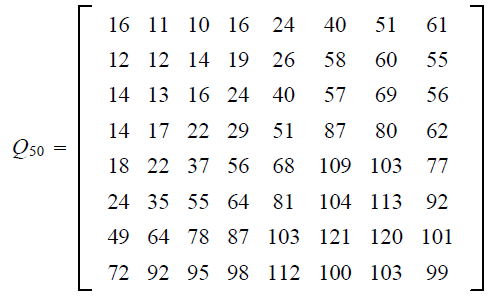 16 11 10 16 24 40 51 61
12 12 14 19 26 58 60 55
14 13 16 24 40 57 69 56
14 17 22 29 51 87 80 62
Q50 =
18 22 37 56 68 109 103 77
24 35 55 64 81 104 113 92
49 64 78 87 103 121 120 101
72 92 95 98 112 100 103 99